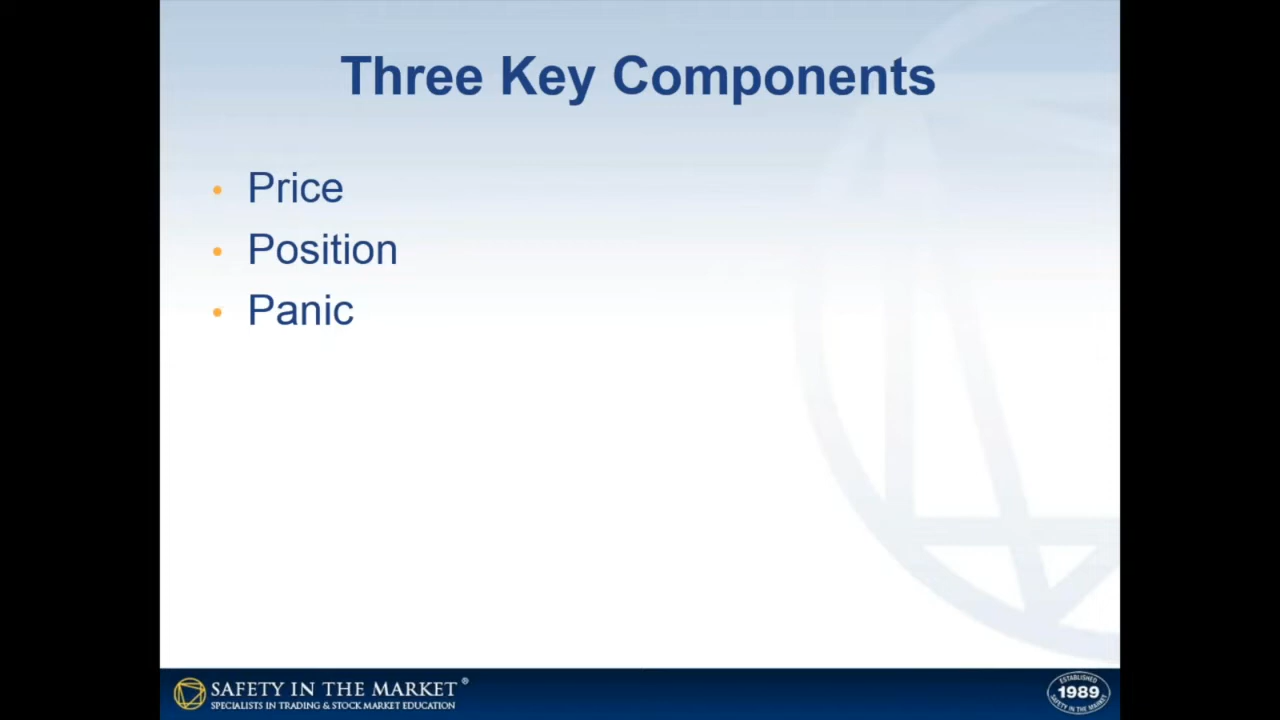 Three Key Components
• Price
• Position
• Panic
SAFETY IN THE MARKET®
SPECIALISTS IN TRADING & STOCK MARKET EDUCATION
ESTABLISHED
1989
SAFETY IN THE MARKET